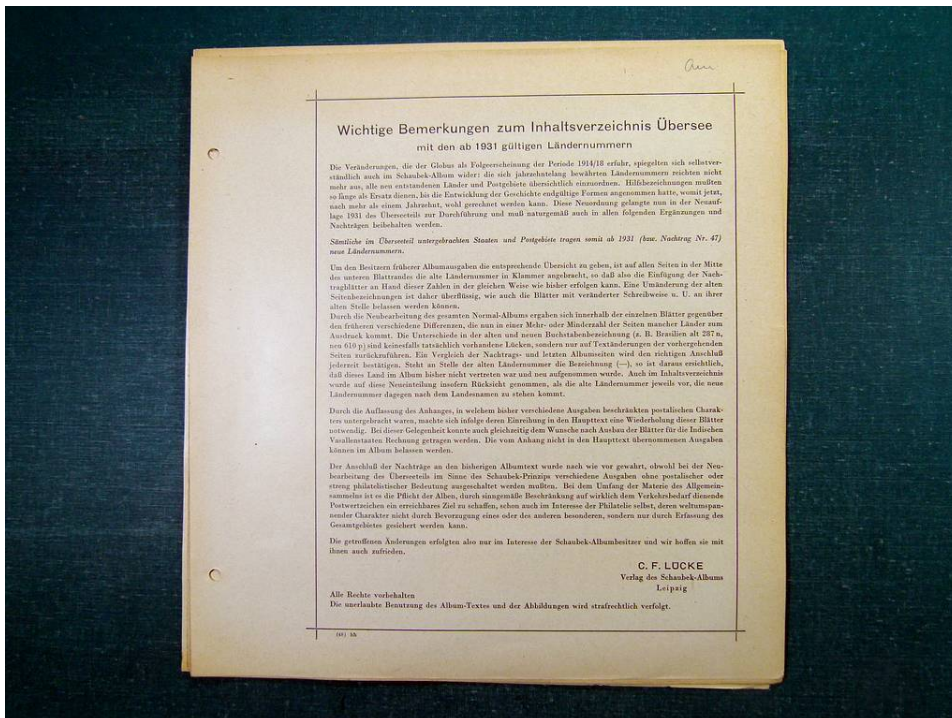 Wichtige Bemerkungen zum Inhaltsverzeichnis Übersee
mit den ab 1931 gültigen Ländernummern
Die Veränderungen, die der Globus als Folgeerscheinung der Periode 1914/18 erfuhr, spiegelten sich selbstver-
ständlich auch im Schaubek-Album wider: die sich jahrzehntelang bewährten Ländernummern reichten nicht
mehr aus, alle neu entstandenen Länder und Postgebiete übersichtlich einzuordnen. Hilfsbezeichnungen mußten
so lange als Ersatz dienen, bis die Entwicklung der Geschichte endgültige Formen angenommen hatte, womit jetzt,
nach mehr als einem Jahrzehnt, wohl gerechnet werden kann. Diese Neuordnung gelangte nun in der Neuauf-
lage 1931 des Überseeteils zur Durchführung und muß naturgemäß auch in allen folgenden Ergänzungen und
Nachträgen beibehalten werden.
Sämtliche im Überseeteil untergebrachten Staaten und Postgebiete tragen somit ab 1931 (bzw. Nachtrag Nr. 47)
neue Ländernummern.
Um den Besitzern früherer Albumausgaben die entsprechende Übersicht zu geben, ist auf allen Seiten in der Mitte
des unteren Blattrandes die alte Ländernummer in Klammer angebracht, so daß also die Einfügung der Nach-
tragblätter an Hand dieser Zahlen in der gleichen Weise wie bisher erfolgen kann. Eine Umänderung der alten
Seitenbezeichnungen ist daher überflüssig, wie auch die Blätter mit veränderter Schreibweise u. U. an ihrer
alten Stelle belassen werden können.
Durch die Neubearbeitung des gesamten Normal-Albums ergaben sich innerhalb der einzelnen Blätter gegenüber
den früheren verschiedene Differenzen, die nun in einer Mehr- oder Minderzahl der Seiten mancher Länder zum
Ausdruck kommt. Die Unterschiede in der alten und neuen Buchstabenbezeichnung (z. B. Brasilien alt 287 n,
neu 610 p) sind keinesfalls tatsächlich vorhandene Lücken, sondern nur auf Textänderungen der vorhergehenden
Seiten zurückzuführen. Ein Vergleich der Nachtrags- und letzten Albumseiten wird den richtigen Anschluß
jederzeit bestätigen. Steht an Stelle der alten Ländernummer die Bezeichnung (—), so ist daraus ersichtlich,
daß dieses Land im Album bisher nicht vertreten war und neu aufgenommen wurde. Auch im Inhaltsverzeichnis
wurde auf diese Neueinteilung insofern Rücksicht genommen, als die alte Ländernummer jeweils vor, die neue
Ländernummer dagegen nach dem Landesnamen zu stehen kommt.
Durch die Auflassung des Anhanges, in welchem bisher verschiedene Ausgaben beschränkten postalischen Charak-
ters untergebracht waren, machte sich infolge deren Einreihung in den Haupttext eine Wiederholung dieser Blätter
notwendig. Bei dieser Gelegenheit konnte auch gleichzeitig dem Wunsche nach Ausbau der Blätter für die Indischen
Vasallenstaaten Rechnung getragen werden. Die vom Anhang nicht in den Haupttext übernommenen Ausgaben
können im Album belassen werden.
Der Anschluß der Nachträge an den bisherigen Albumtext wurde nach wie vor gewahrt, obwohl bei der Neu-
bearbeitung des Überseeteils im Sinne des Schaubek-Prinzips verschiedene Ausgaben ohne postalischer oder
streng philatelistischer Bedeutung ausgeschaltet werden mußten. Bei dem Umfang der Materie des Allgemein-
sammelns ist es die Pflicht der Alben, durch sinngemäße Beschränkung auf wirklich dem Verkehrsbedarf dienende
Postwertzeichen ein erreichbares Ziel zu schaffen, schon auch im Interesse der Philatelie selbst, deren weltumspan-
nender Charakter nicht durch Bevorzugung eines oder des anderen besonderen, sondern nur durch Erfassung des
Gesamtgebietes gesichert werden kann.
Die getroffenen Änderungen erfolgten also nur im Interesse der Schaubek-Albumbesitzer und wir hoffen sie mit
ihnen auch zufrieden.
C. F. LÜCKE
Verlag des Schaubek-Albums
Leipzig
Alle Rechte vorbehalten
Die unerlaubte Benutzung des Album-Textes und der Abbildungen wird strafrechtlich verfolgt.